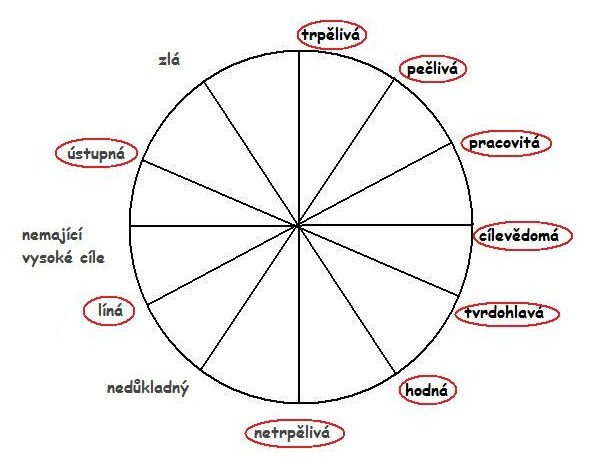 trpělivá
pečlivá
pracovitá
cílevědomá
tvrdohlavá
hodná
netrpělivá
nedůkladný
líná
nemající
vysoké cíle
ústupná
zlá